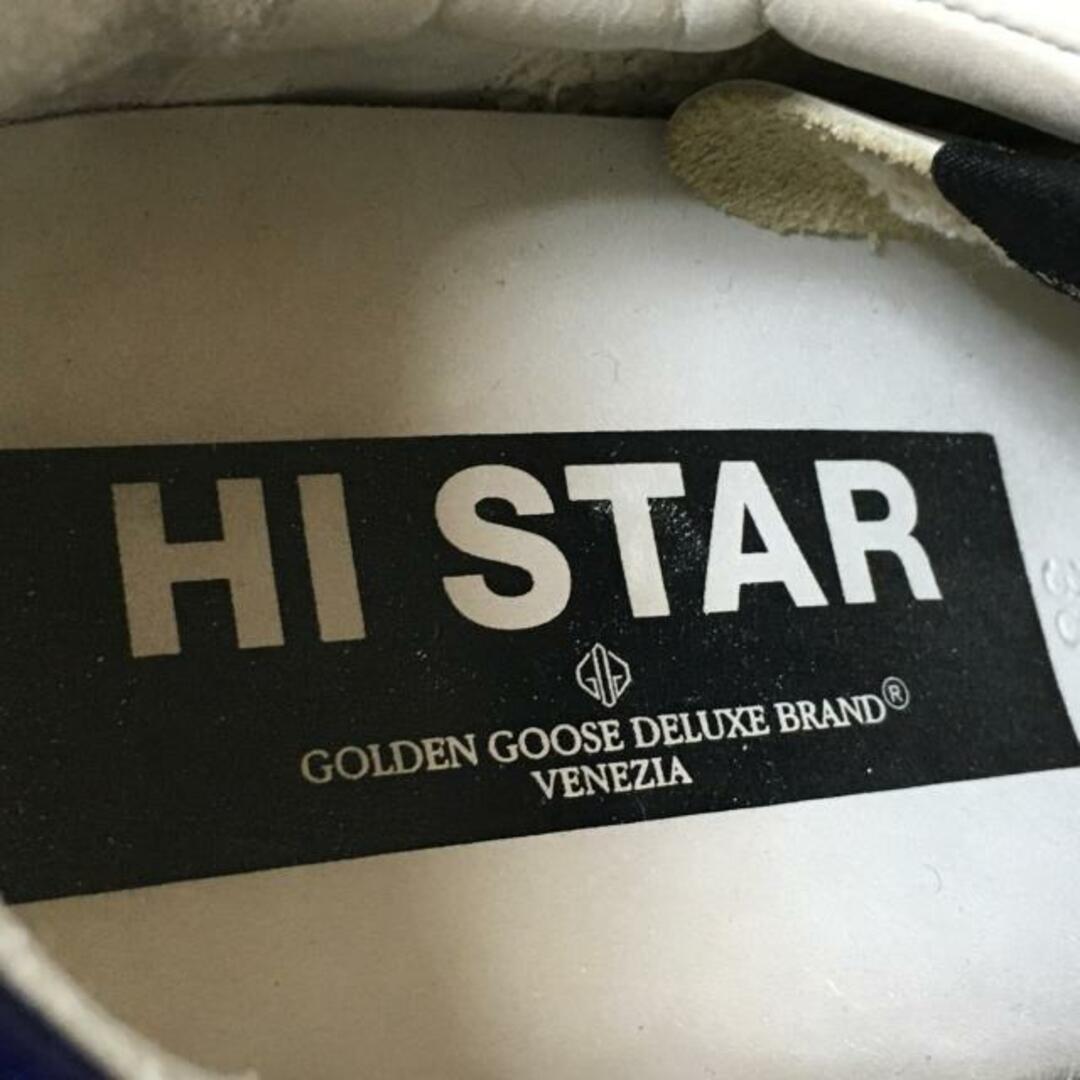 HI STAR
GOLDEN GOOSE DELUXE BRAND®
VENEZIA